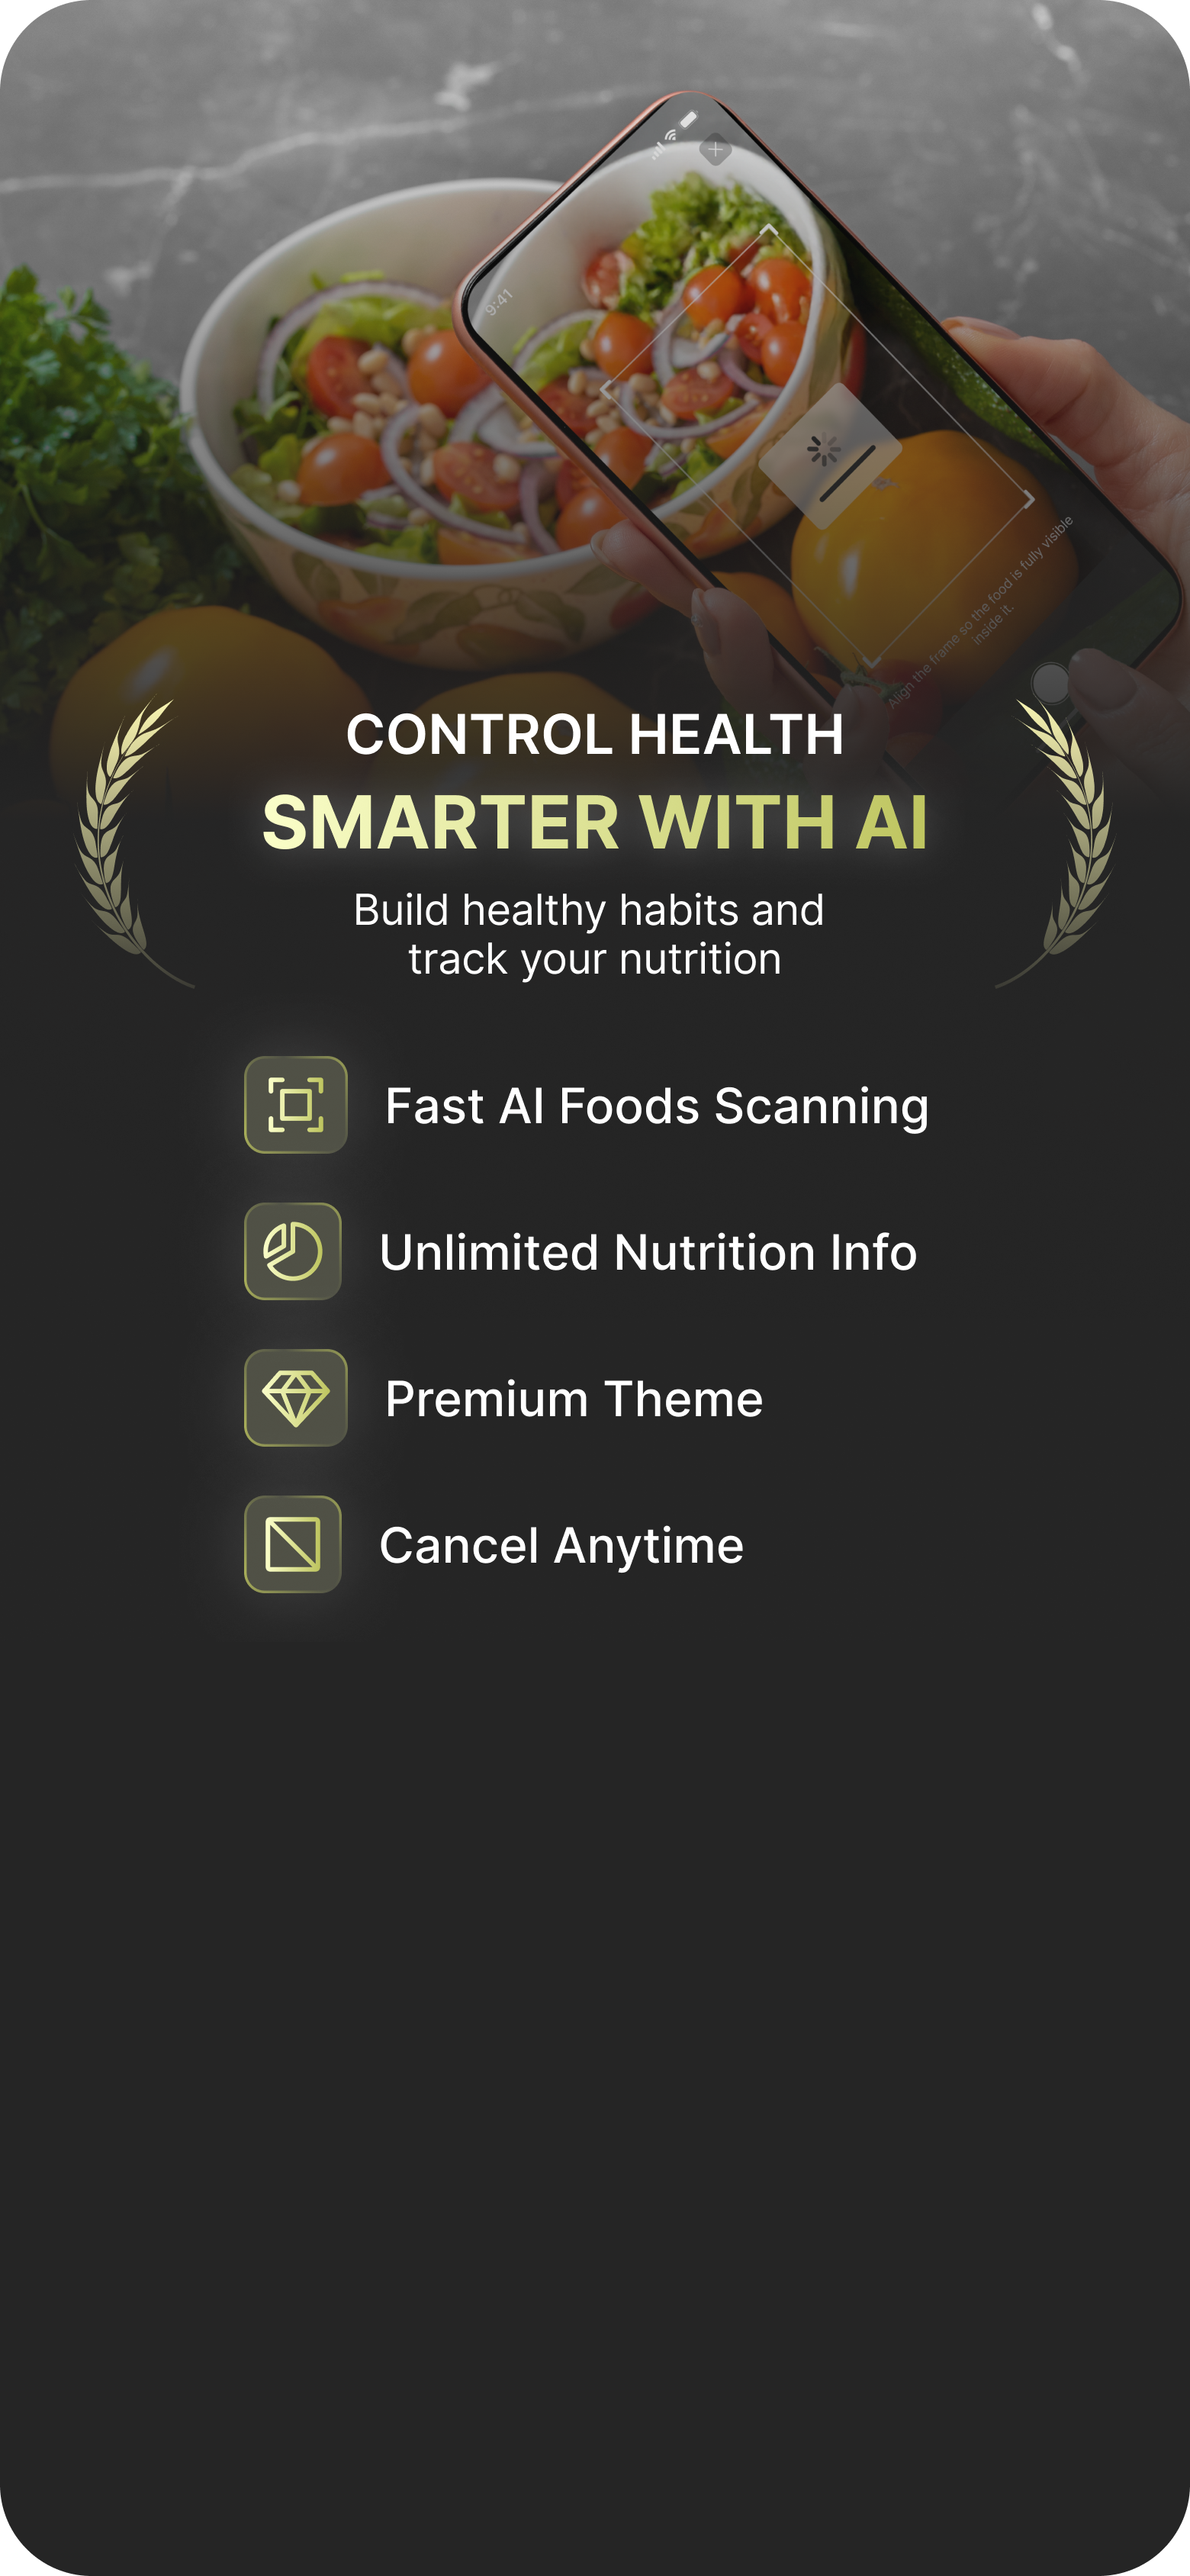 9:41
Align the frame so the food is fully visible
inside it.
CONTROL HEALTH
SMARTER WITH AI
Build healthy habits and
track your nutrition
Fast AI Foods Scanning
Unlimited Nutrition Info
Premium Theme
Cancel Anytime